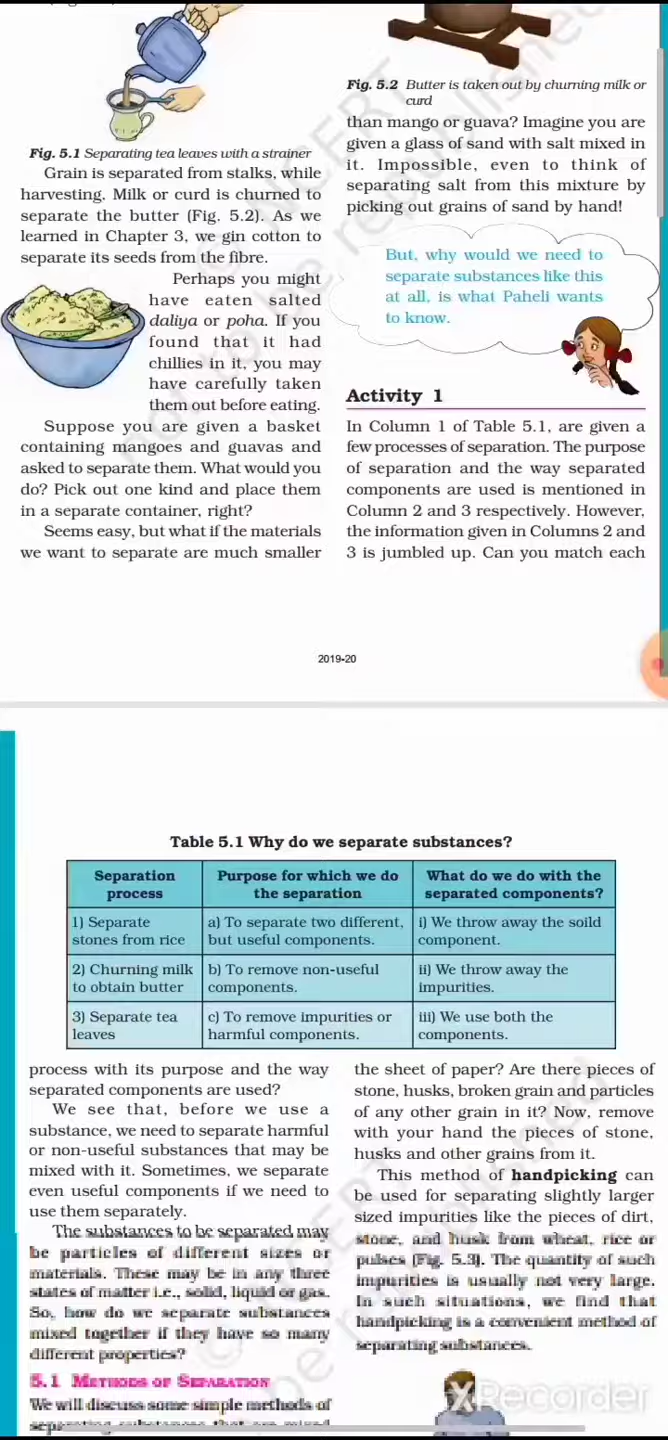 Fig. 5.1 Separating tea leaves with a strainer
Grain is separated from stalks, while
harvesting. Milk or curd is churned to
separate the butter (Fig. 5.2). As we
learned in Chapter 3, we gin cotton to
separate its seeds from the fibre.
Perhaps you might
have eaten salted
daliya or poha. If you
found that it had
chillies in it, you may
have carefully taken
them out before eating.
Suppose you are given a basket
containing mangoes and guavas and
asked to separate them. What would you
do? Pick out one kind and place them
in a separate container, right?
Seems easy, but what if the materials
we want to separate are much smaller
Fig. 5.2 Butter is taken out by churning milk or
curd
than mango or guava? Imagine you are
given a glass of sand with salt mixed in
it. Impossible, even to think of
separating salt from this mixture by
picking out grains of sand by hand!
But, why would we need to
separate substances like this
at all, is what Paheli wants
to know.
Activity 1
In Column 1 of Table 5.1, are given a
few processes of separation. The purpose
of separation and the way separated
components are used is mentioned in
Column 2 and 3 respectively. However,
the information given in Columns 2 and
3 is jumbled up. Can you match each
2019-20
Table 5.1 Why do we separate substances?
Separation
process
Purpose for which we do
the separation
What do we do with the
separated components?
1) Separate
stones from rice
a) To separate two different,
but useful components.
i) We throw away the soild
component.
2) Churning milk
to obtain butter
b) To remove non-useful
components.
ii) We throw away the
impurities.
3) Separate tea
leaves
c) To remove impurities or
harmful components.
iii) We use both the
components.
process with its purpose and the way
separated components are used?
We see that, before we use a
substance, we need to separate harmful
or non-useful substances that may be
mixed with it. Sometimes, we separate
even useful components if we need to
use them separately.
The substances to be separated may
be particles of different sizes or
materials. These may be in any three
states of matter i.e., solid, liquid or gas.
So, how do we separate substances
mixed together if they have so many
different properties?
5.1 METHODS OF SEPARATION
We will discuss some simple methods of
separating substances that are mixed
the sheet of paper? Are there pieces of
stone, husks, broken grain and particles
of any other grain in it? Now, remove
with your hand the pieces of stone,
husks and other grains from it.
This method of handpicking can
be used for separating slightly larger
sized impurities like the pieces of dirt,
stone, and husk from wheat, rice or
pulses (Fig. 5.3). The quantity of such
impurities is usually not very large.
In such situations, we find that
handpicking is a convenient method of
separating substances.
XRecorder
© NCERT
not to be republished
© NCERT
be republished